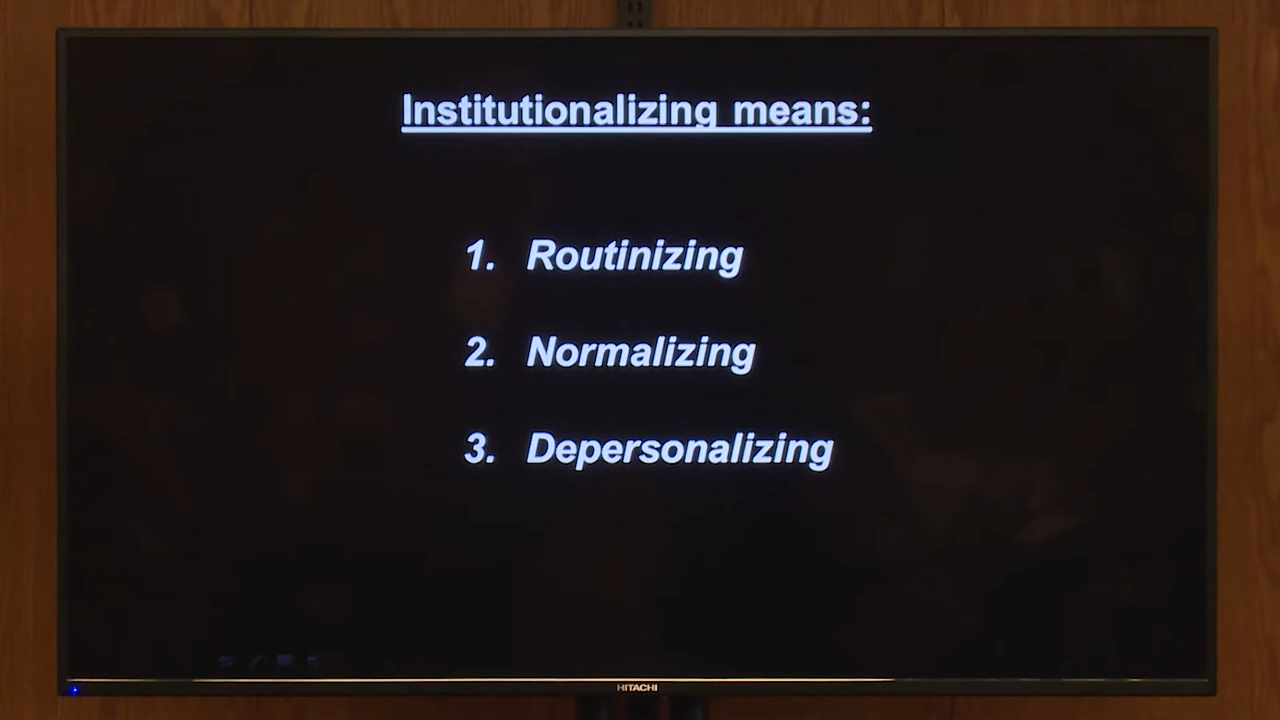 Institutionalizing means:
1. Routinizing
2. Normalizing
3. Depersonalizing
HITACHI